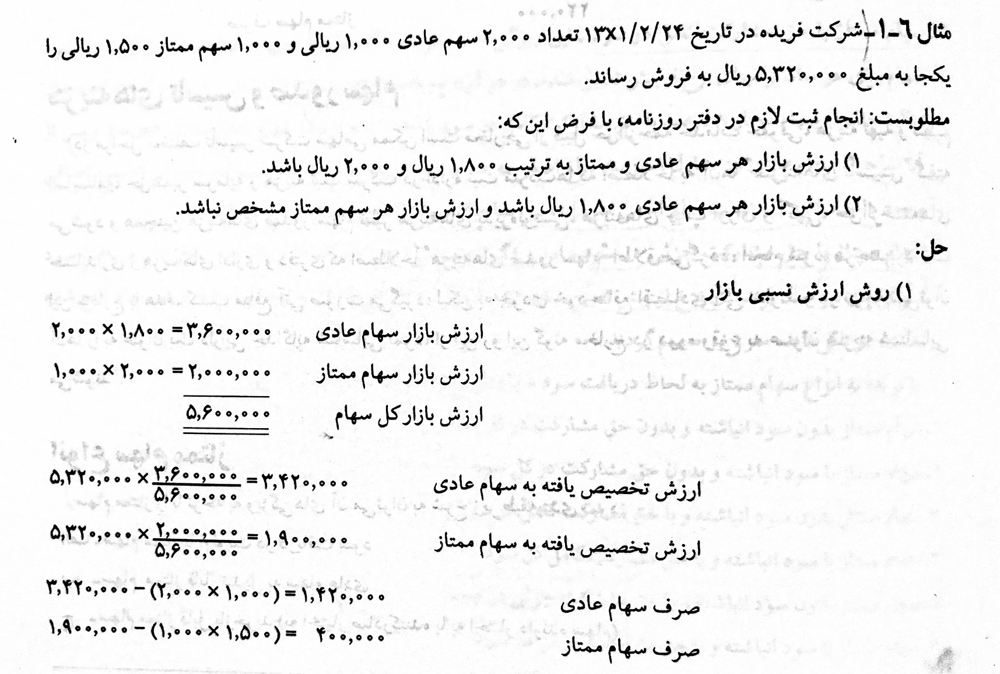 مثال ٦-١- شرکت فریده در تاریخ ۱۳X۱/۲/۲۴ تعداد ۲,۰۰۰ سهم عادی ۱,۰۰۰ ریالی و ۱,۰۰۰ سهم ممتاز ۱,۵۰۰ ریالی را
یکجا به مبلغ ۵,۳۲۰,۰۰۰ ریال به فروش رساند.
مطلوبست: انجام ثبت لازم در دفتر روزنامه، با فرض این که:
۱) ارزش بازار هر سهم عادی و ممتاز به ترتیب ۱,۸۰۰ ریال و ۲,۰۰۰ ریال باشد.
۲) ارزش بازار هر سهم عادی ۱,۸۰۰ ریال باشد و ارزش بازار هر سهم ممتاز مشخص نباشد.
حل:
۱) روش ارزش نسبی بازار
ارزش بازار سهام عادی ۲,۰۰۰ × ۱,۸۰۰ = ۳,۶۰۰,۰۰۰
ارزش بازار سهام ممتاز ۱,۰۰۰ × ۲,۰۰۰ = ۲,۰۰۰,۰۰۰
ارزش بازار کل سهام ۵,۶۰۰,۰۰۰
ارزش تخصیص یافته به سهام عادی ۵,۳۲۰,۰۰۰ × ۳,۶۰۰,۰۰۰/۵,۶۰۰,۰۰۰ = ۳,۴۲۰,۰۰۰
ارزش تخصیص یافته به سهام ممتاز ۵,۳۲۰,۰۰۰ × ۲,۰۰۰,۰۰۰/۵,۶۰۰,۰۰۰ = ۱,۹۰۰,۰۰۰
صرف سهام عادی ۳,۴۲۰,۰۰۰ − (۲,۰۰۰ × ۱,۰۰۰) = ۱,۴۲۰,۰۰۰
صرف سهام ممتاز ۱,۹۰۰,۰۰۰ − (۱,۰۰۰ × ۱,۵۰۰) = ۴۰۰,۰۰۰